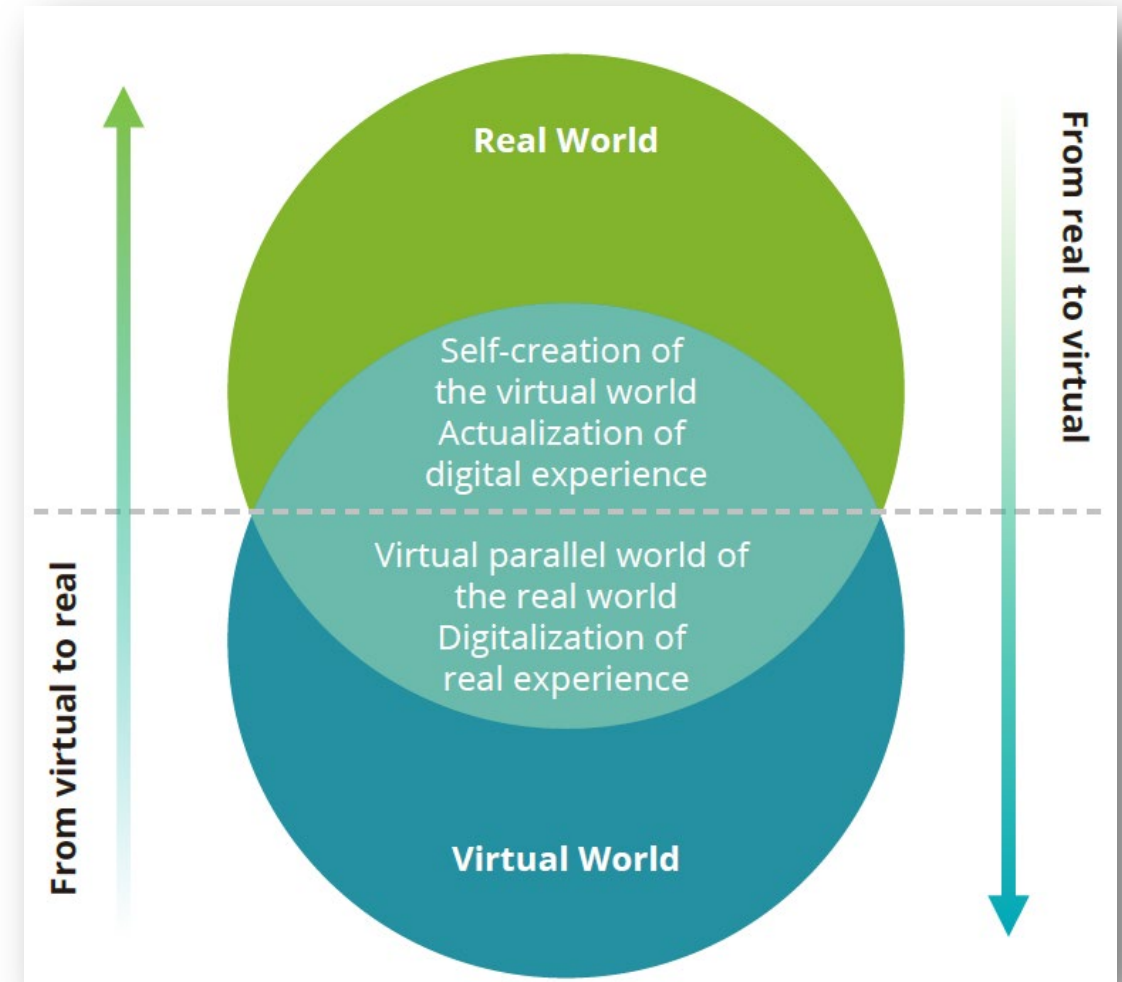 Real World
From real to virtual
Self-creation of
the virtual world
Actualization of
digital experience
Virtual parallel world of
the real world
Digitalization of
real experience
From virtual to real
Virtual World